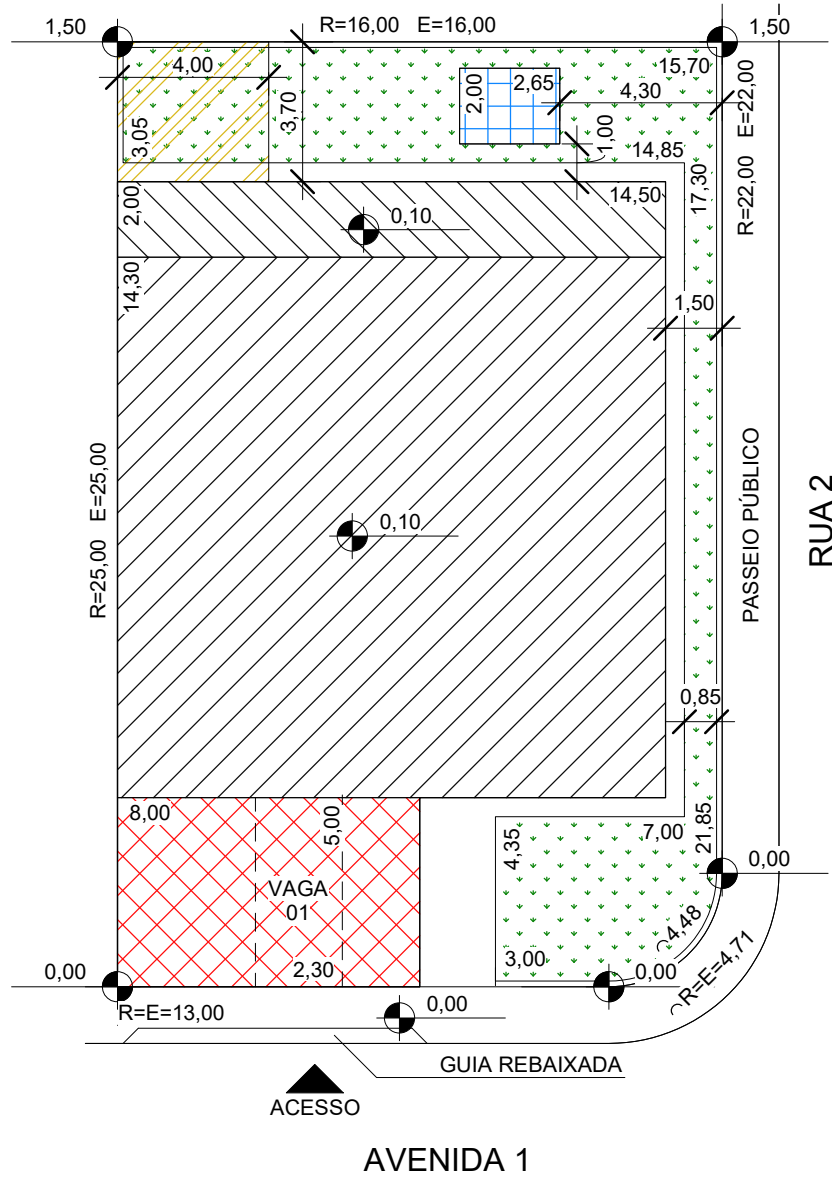 1,50
R=16,00 E=16,00
1,50
4,00
15,70
3,05
3,70
2,00
2,65
4,30
1,00
14,85
R=22,00 E=22,00
17,30
2,00
0,10
14,50
14,30
1,50
R=25,00 E=25,00
0,10
PASSEIO PÚBLICO
RUA 2
0,85
8,00
5,00
VAGA
01
2,30
4,35
7,00
21,85
0,00
4,48
3,00
0,00
0,00
R=E=13,00
0,00
R=E=4,71
GUIA REBAIXADA
ACESSO
AVENIDA 1